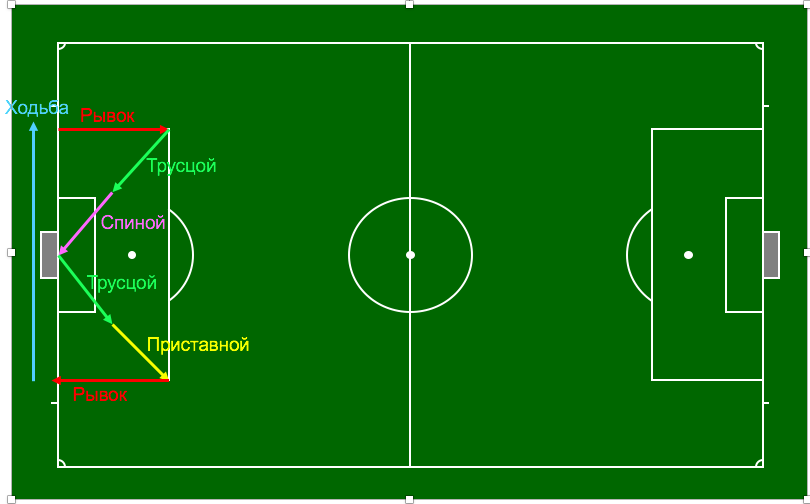 Ходьба
Рывок
Трусцой
Спиной
Трусцой
Приставной
Рывок